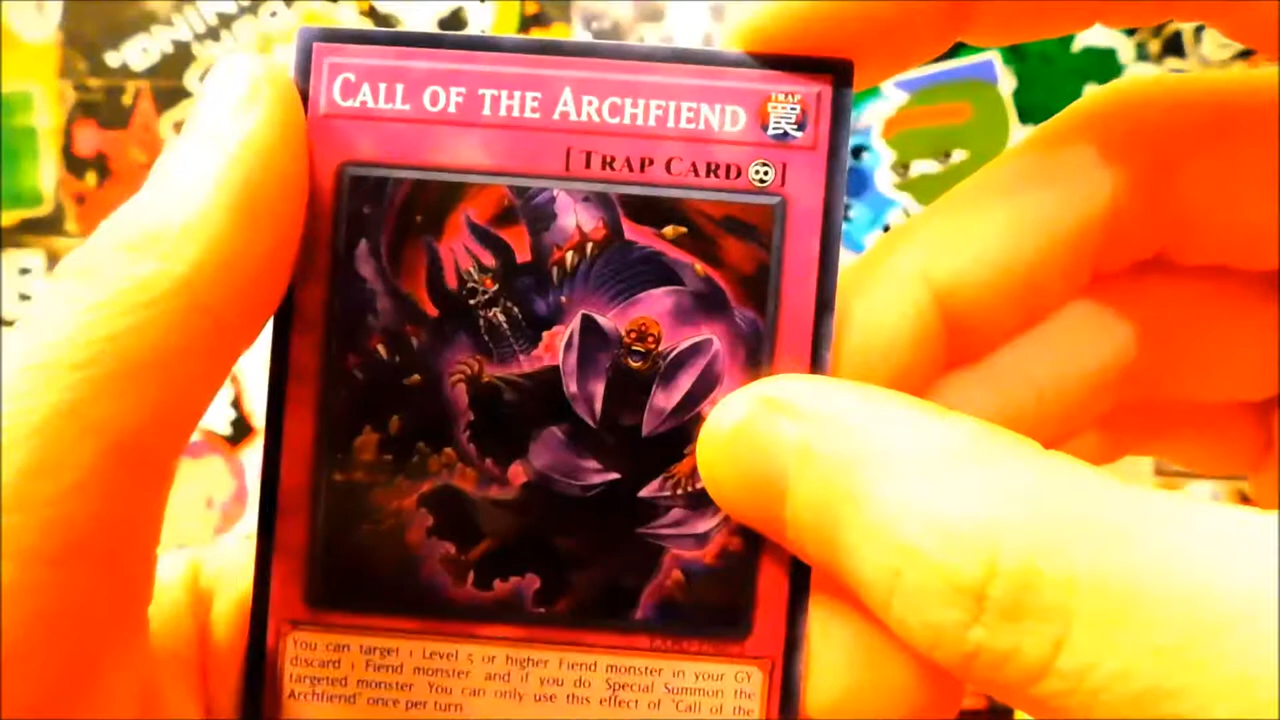 CALL OF THE ARCHFIEND
TRAP
罠
[TRAP CARD]
You can target 1 Level 5 or higher Fiend monster in your GY
discard 1 Fiend monster, and if you do, Special Summon the
targeted monster. You can only use this effect of "Call of the
Archfiend" once per turn